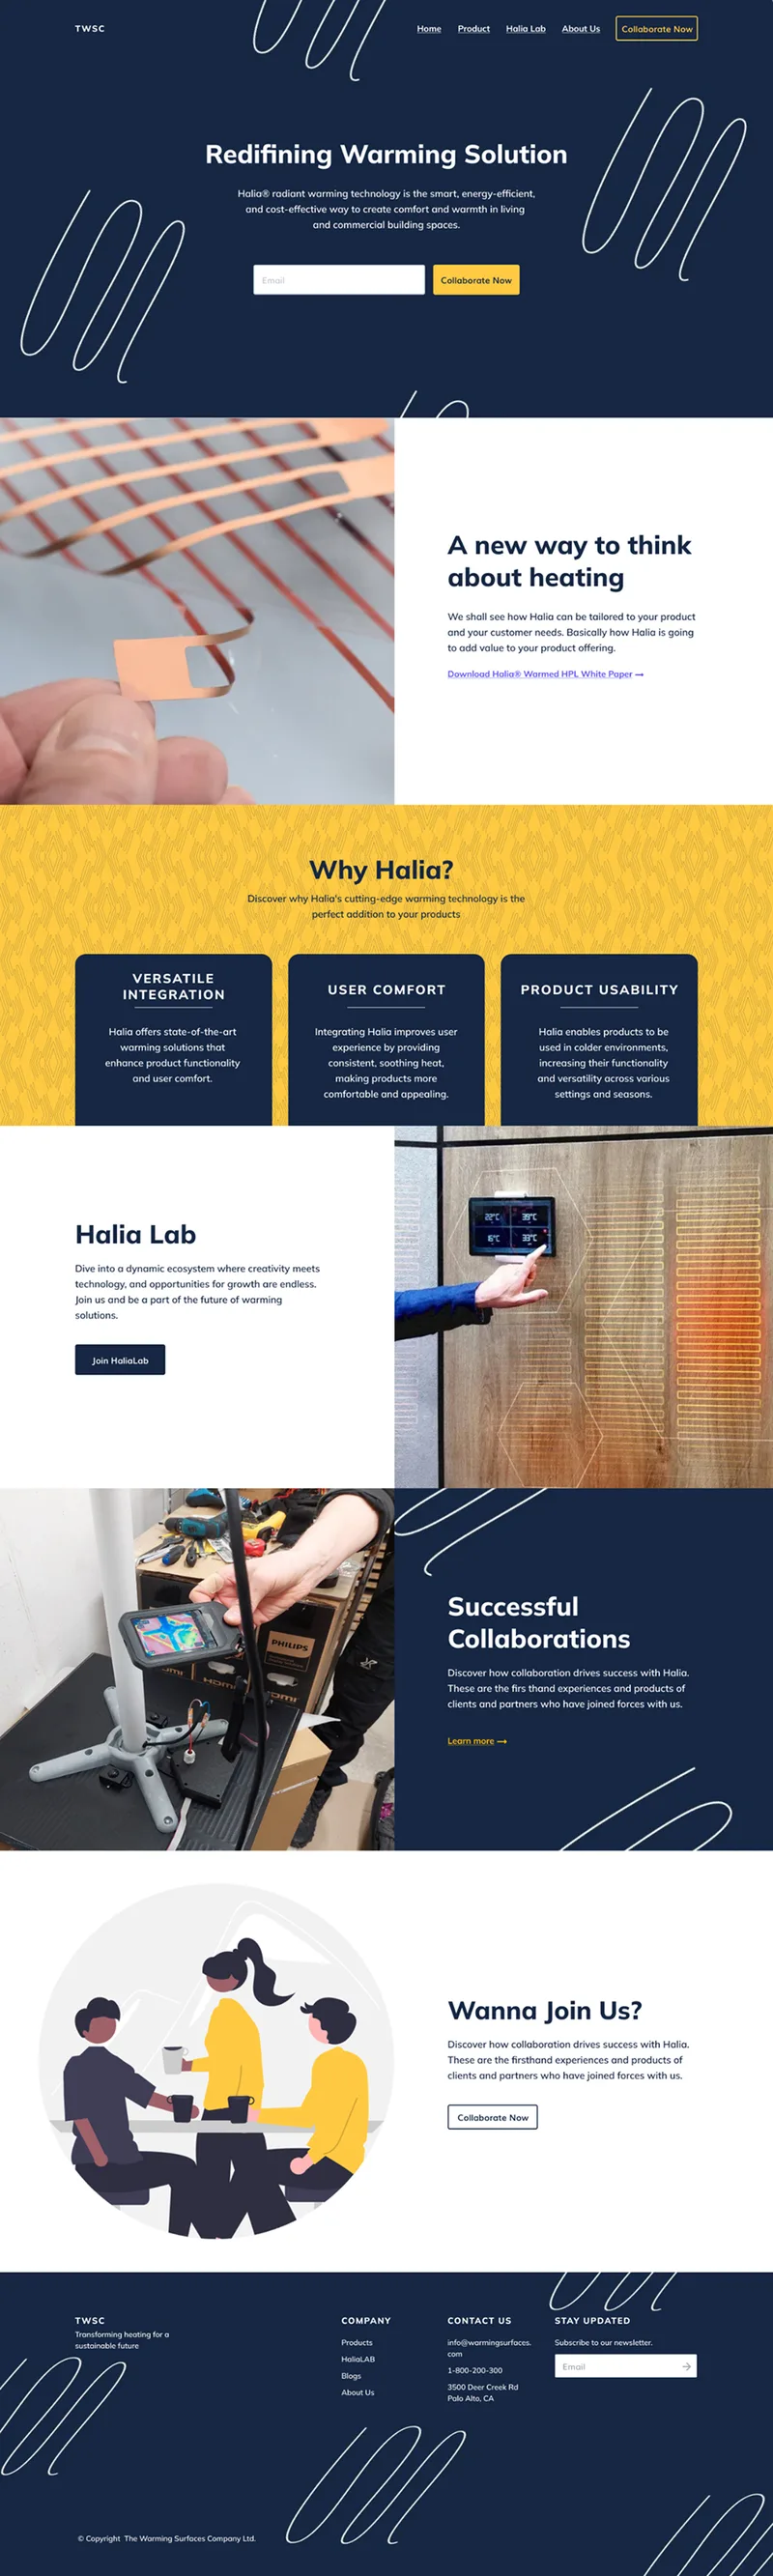 TWSC
Home Product Halia Lab About Us Collaborate Now
Redifining Warming Solution
Halia® radiant warming technology is the smart, energy-efficient,
and cost-effective way to create comfort and warmth in living
and commercial building spaces.
Email
Collaborate Now
A new way to think
about heating
We shall see how Halia can be tailored to your product
and your customer needs. Basically how Halia is going
to add value to your product offering.
Download Halia® Warmed HPL White Paper →
Why Halia?
Discover why Halia's cutting-edge warming technology is the
perfect addition to your products
VERSATILE
INTEGRATION
Halia offers state-of-the-art
warming solutions that
enhance product functionality
and user comfort.
USER COMFORT
Integrating Halia improves user
experience by providing
consistent, soothing heat,
making products more
comfortable and appealing.
PRODUCT USABILITY
Halia enables products to be
used in colder environments,
increasing their functionality
and versatility across various
settings and seasons.
Halia Lab
Dive into a dynamic ecosystem where creativity meets
technology, and opportunities for growth are endless.
Join us and be a part of the future of warming
solutions.
Join HaliaLab
22°C 39°C
33°C
PHILIPS
HDMI
Successful
Collaborations
Discover how collaboration drives success with Halia.
These are the firs thand experiences and products of
clients and partners who have joined forces with us.
Learn more →
Wanna Join Us?
Discover how collaboration drives success with Halia.
These are the firsthand experiences and products of
clients and partners who have joined forces with us.
Collaborate Now
TWSC
Transforming heating for a
sustainable future
COMPANY
Products
HaliaLAB
Blogs
About Us
CONTACT US
info@warmingsurfaces.
com
1-800-200-300
3500 Deer Creek Rd
Palo Alto, CA
STAY UPDATED
Subscribe to our newsletter.
Email →
© Copyright The Warming Surfaces Company Ltd.